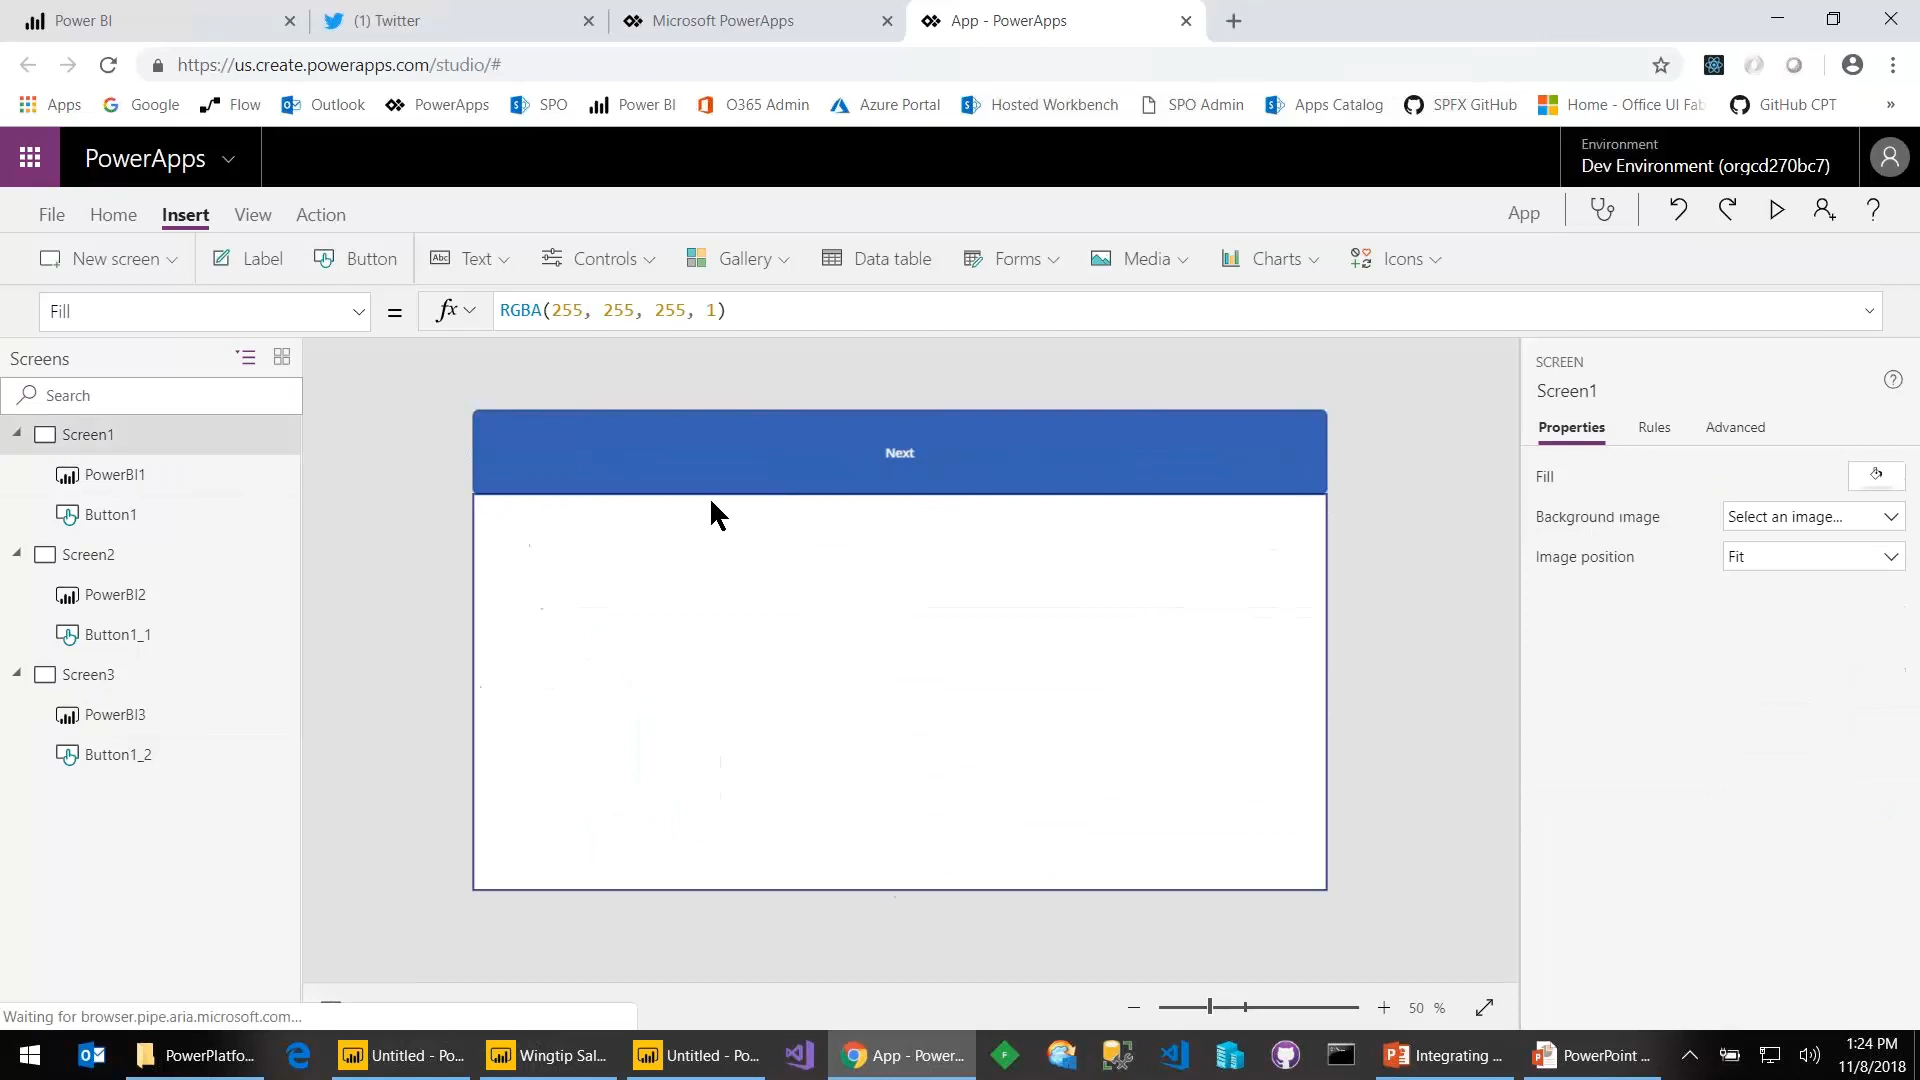 Power BI
(1) Twitter
Microsoft PowerApps
App - PowerApps
https://us.create.powerapps.com/studio/#
Apps
Google
Flow
Outlook
PowerApps
SPO
Power BI
O365 Admin
Azure Portal
Hosted Workbench
SPO Admin
Apps Catalog
SPFX GitHub
Home - Office UI Fab
GitHub CPT
»
PowerApps
Environment
Dev Environment (orgcd270bc7)
File
Home
Insert
View
Action
App
?
New screen
Label
Button
Abc
Text
Controls
Gallery
Data table
Forms
Media
Charts
Icons
Fill
=
fx
RGBA(255, 255, 255, 1)
Screens
Search
Screen1
PowerBI1
Button1
Screen2
PowerBI2
Button1_1
Screen3
PowerBI3
Button1_2
Next
SCREEN
Screen1
Properties
Rules
Advanced
Fill
Background image
Select an image...
Image position
Fit
50 %
Waiting for browser.pipe.aria.microsoft.com...
PowerPlatfo...
Untitled - Po...
Wingtip Sal...
Untitled - Po...
App - Power...
Integrating ...
PowerPoint ...
1:24 PM
11/8/2018